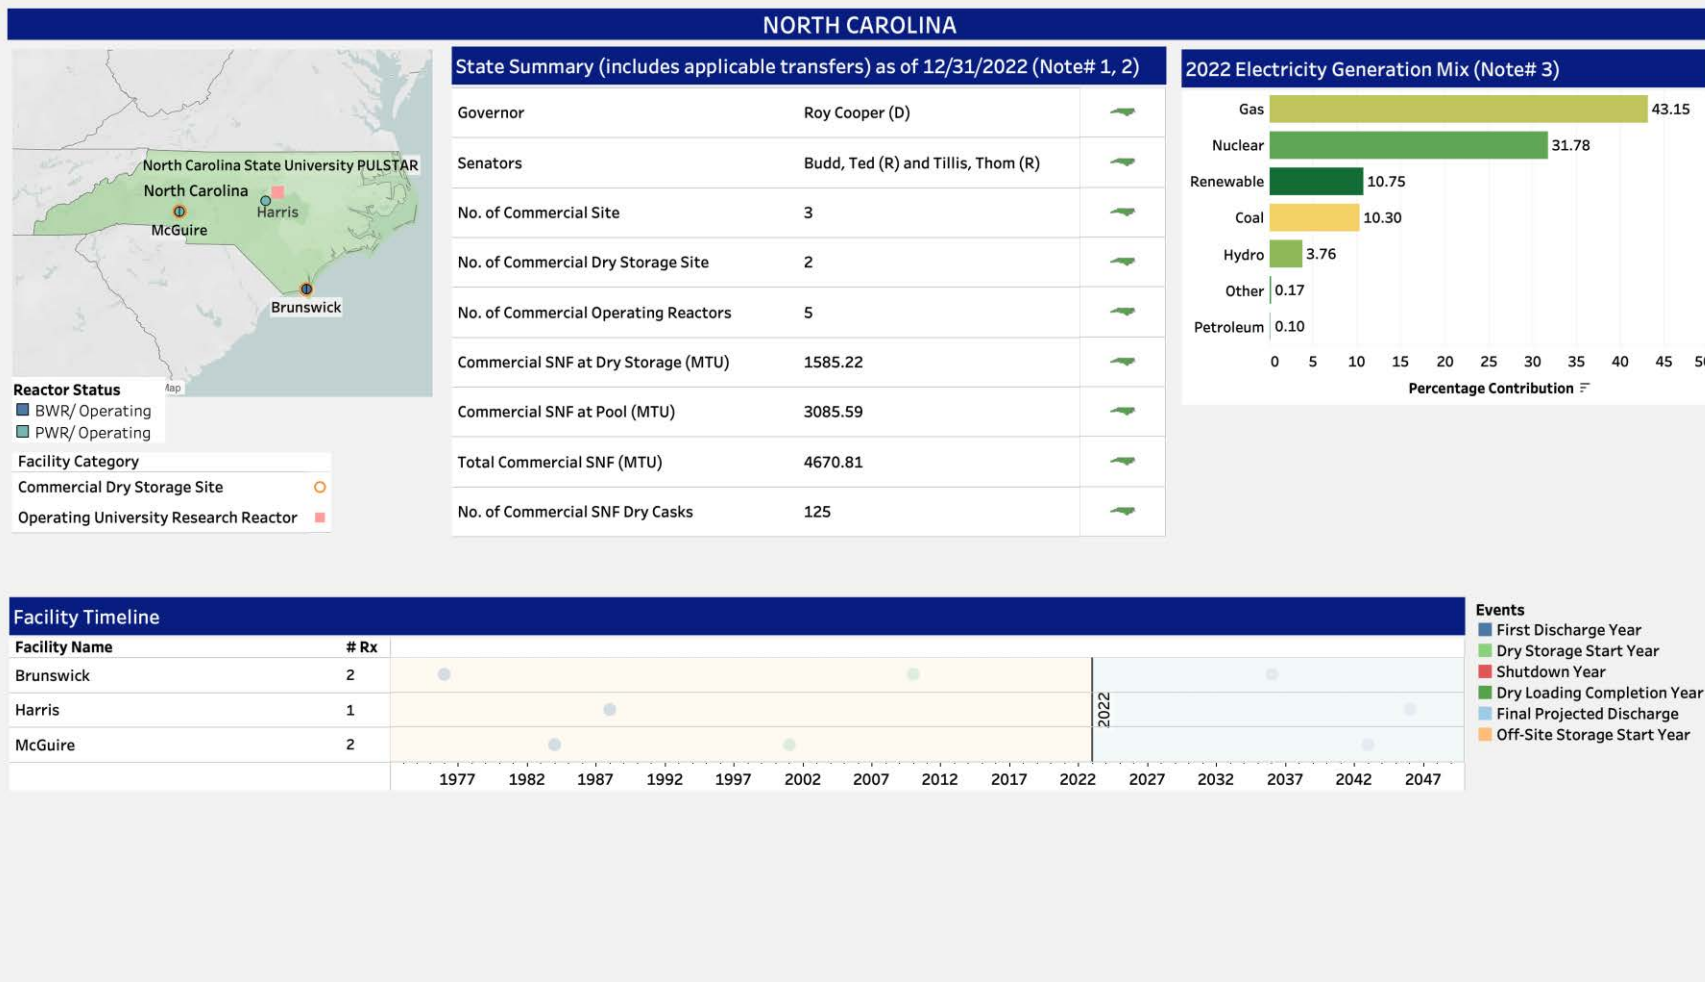 NORTH CAROLINA
North Carolina State University PULSTAR
North Carolina
Harris
McGuire
Brunswick
Map
Reactor Status
BWR/ Operating
PWR/ Operating
Facility Category
Commercial Dry Storage Site
Operating University Research Reactor
State Summary (includes applicable transfers) as of 12/31/2022 (Note# 1, 2)
Governor Roy Cooper (D)
Senators Budd, Ted (R) and Tillis, Thom (R)
No. of Commercial Site 3
No. of Commercial Dry Storage Site 2
No. of Commercial Operating Reactors 5
Commercial SNF at Dry Storage (MTU) 1585.22
Commercial SNF at Pool (MTU) 3085.59
Total Commercial SNF (MTU) 4670.81
No. of Commercial SNF Dry Casks 125
2022 Electricity Generation Mix (Note# 3)
Gas 43.15
Nuclear 31.78
Renewable 10.75
Coal 10.30
Hydro 3.76
Other 0.17
Petroleum 0.10
0 5 10 15 20 25 30 35 40 45
Percentage Contribution
Facility Timeline
Facility Name # Rx
Brunswick 2
Harris 1
McGuire 2
2022
1977 1982 1987 1992 1997 2002 2007 2012 2017 2022 2027 2032 2037 2042 2047
Events
First Discharge Year
Dry Storage Start Year
Shutdown Year
Dry Loading Completion Year
Final Projected Discharge
Off-Site Storage Start Year